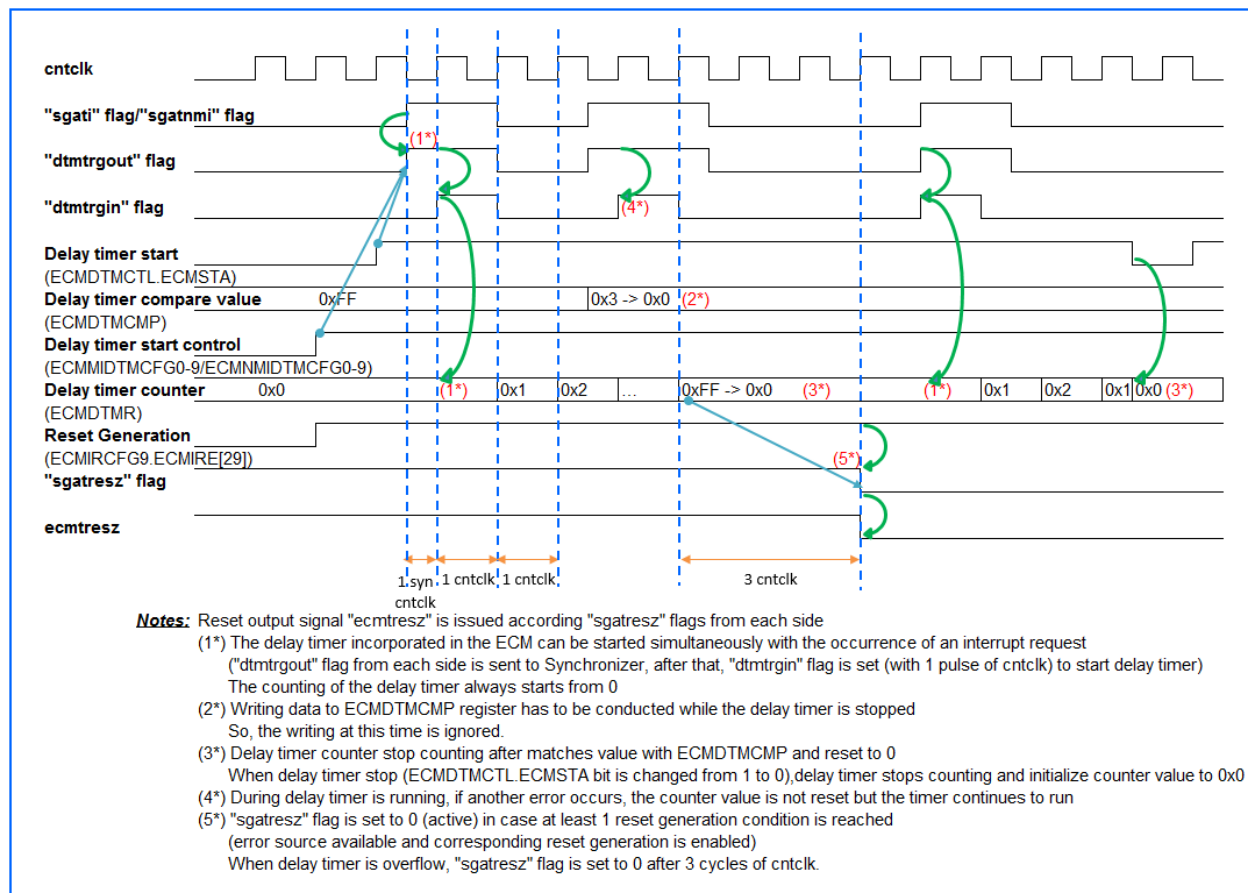 cntclk
"sgati" flag/"sgatnmi" flag
(1*)
"dtmtrgout" flag
"dtmtrgin" flag
(4*)
Delay timer start
(ECMDTMCTL.ECMSTA)
Delay timer compare value
0xFF
0x3 -> 0x0
(2*)
(ECMDTMCMP)
Delay timer start control
(ECMMIDTMCFG0-9/ECMNMIDTMCFG0-9)
Delay timer counter
0x0
(1*)
0x1
0x2
...
0xFF -> 0x0
(3*)
(1*)
0x1
0x2
0x1
0x0
(3*)
(ECMDTMR)
Reset Generation
(ECMIRCFG9.ECMIRE[29])
(5*)
"sgatresz" flag
ecmtresz
1 syn
cntclk
1 cntclk
1 cntclk
3 cntclk
Notes: Reset output signal "ecmtresz" is issued according "sgatresz" flags from each side
(1*) The delay timer incorporated in the ECM can be started simultaneously with the occurrence of an interrupt request
("dtmtrgout" flag from each side is sent to Synchronizer, after that, "dtmtrgin" flag is set (with 1 pulse of cntclk) to start delay timer)
The counting of the delay timer always starts from 0
(2*) Writing data to ECMDTMCMP register has to be conducted while the delay timer is stopped
So, the writing at this time is ignored.
(3*) Delay timer counter stop counting after matches value with ECMDTMCMP and reset to 0
When delay timer stop (ECMDTMCTL.ECMSTA bit is changed from 1 to 0),delay timer stops counting and initialize counter value to 0x0
(4*) During delay timer is running, if another error occurs, the counter value is not reset but the timer continues to run
(5*) "sgatresz" flag is set to 0 (active) in case at least 1 reset generation condition is reached
(error source available and corresponding reset generation is enabled)
When delay timer is overflow, "sgatresz" flag is set to 0 after 3 cycles of cntclk.